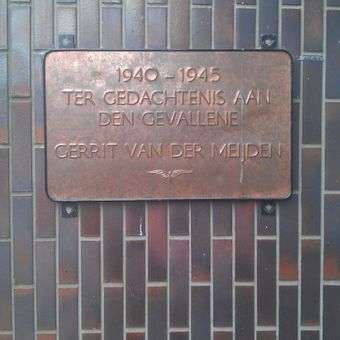 1940 - 1945
TER GEDACHTENIS AAN
DEN GEVALLENE
GERRIT VAN DER MEIJDEN